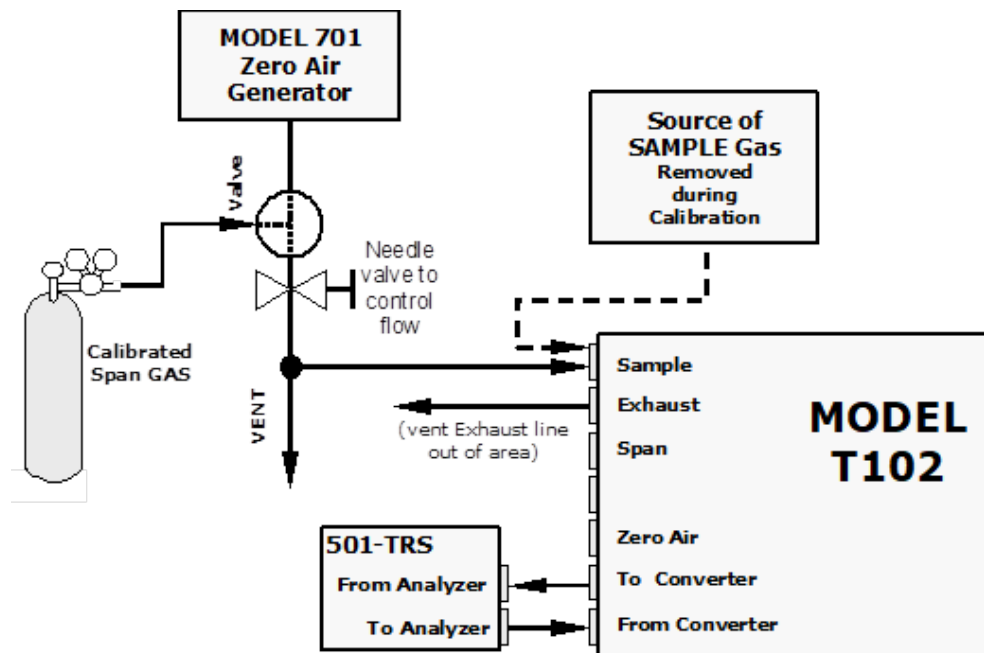 MODEL 701
Zero Air
Generator
Source of
SAMPLE Gas
Removed
during
Calibration
Valve
Needle
valve to
control
flow
Calibrated
Span GAS
VENT
(vent Exhaust line
out of area)
Sample
Exhaust
Span
Zero Air
To Converter
From Converter
MODEL
T102
501-TRS
From Analyzer
To Analyzer